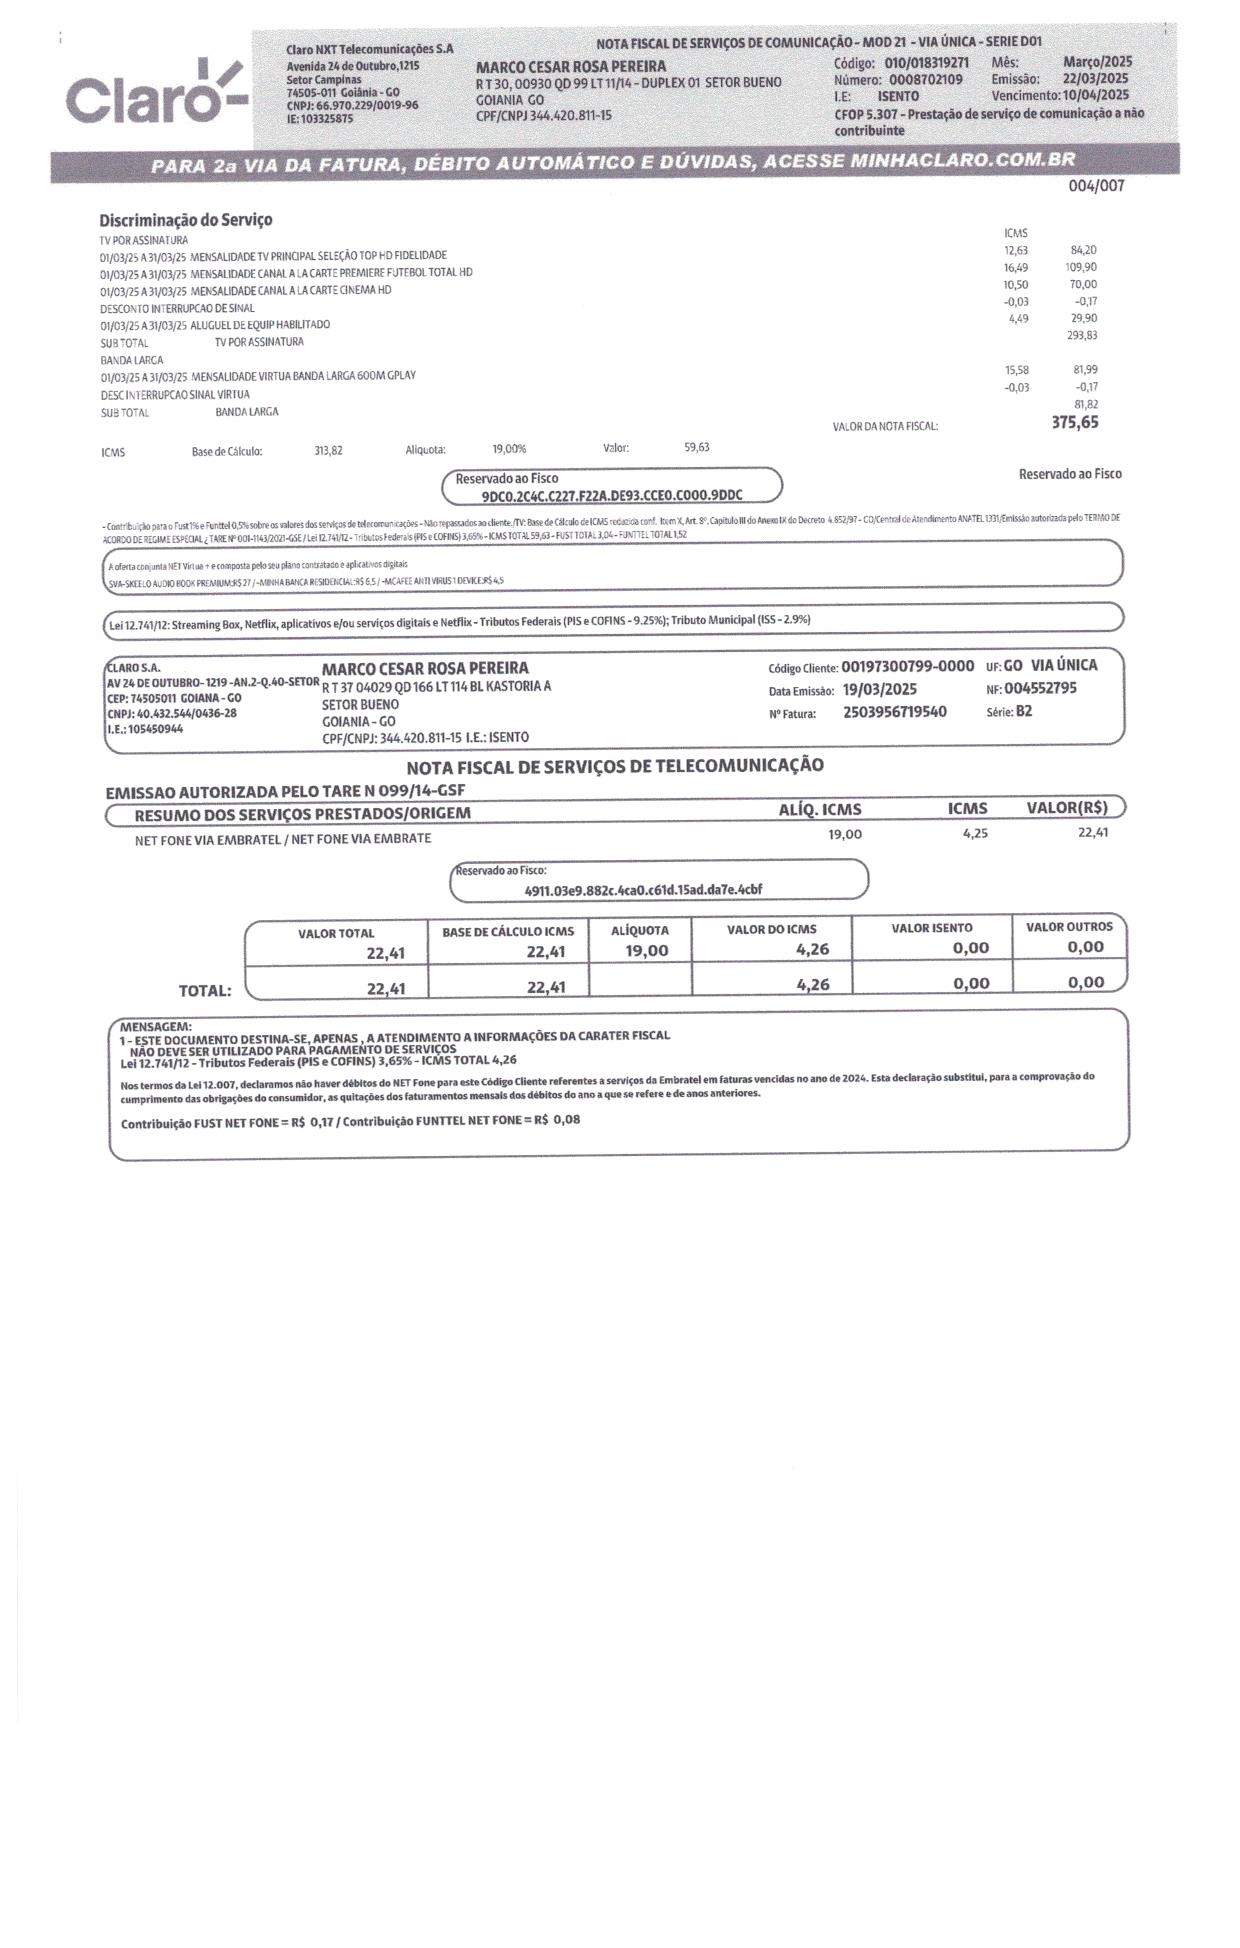 Claro
Claro NXT Telecomunicações S.A
Avenida 24 de Outubro,1215
Setor Campinas
74505-011 Goiânia - GO
CNPJ: 66.970.229/0019-96
IE: 103325875
NOTA FISCAL DE SERVIÇOS DE COMUNICAÇÃO - MOD 21 - VIA ÚNICA - SERIE D01
MARCO CESAR ROSA PEREIRA
R T 30, 00930 QD 99 LT 11/14 - DUPLEX 01 SETOR BUENO
GOIANIA GO
CPF/CNPJ 344.420.811-15
Código: 010/018319271 Mês: Março/2025
Número: 0008702109 Emissão: 22/03/2025
I.E: ISENTO Vencimento: 10/04/2025
CFOP 5.307 - Prestação de serviço de comunicação a não
contribuinte
PARA 2a VIA DA FATURA, DÉBITO AUTOMÁTICO E DÚVIDAS, ACESSE MINHACLARO.COM.BR
004/007
Discriminação do Serviço
TV POR ASSINATURA ICMS
01/03/25 A 31/03/25 MENSALIDADE TV PRINCIPAL SELEÇÃO TOP HD FIDELIDADE 12,63 84,20
01/03/25 A 31/03/25 MENSALIDADE CANAL A LA CARTE PREMIERE FUTEBOL TOTAL HD 16,49 109,90
01/03/25 A 31/03/25 MENSALIDADE CANAL A LA CARTE CINEMA HD 10,50 70,00
DESCONTO INTERRUPCAO DE SINAL -0,03 -0,17
01/03/25 A 31/03/25 ALUGUEL DE EQUIP HABILITADO 4,49 29,90
SUB TOTAL TV POR ASSINATURA 293,83
BANDA LARGA
01/03/25 A 31/03/25 MENSALIDADE VIRTUA BANDA LARGA 600M GPLAY 15,58 81,99
DESC INTERRUPCAO SINAL VIRTUA -0,03 -0,17
SUB TOTAL BANDA LARGA 81,82
VALOR DA NOTA FISCAL: 375,65
ICMS Base de Cálculo: 313,82 Aliquota: 19,00% Valor: 59,63
Reservado ao Fisco
9DC0.2C4C.C227.F22A.DE93.CCE0.C000.9DDC
Reservado ao Fisco
- Contribuição para o Fust 1% e Funttel 0,5% sobre os valores dos serviços de telecomunicações - Não repassados ao cliente./TV: Base de Cálculo de ICMS reduzida conf. Item X, Art. 8º, Capitulo III do Anexo IX do Decreto 4.852/97 - GO/Central de Atendimento ANATEL 1331/Emissão autorizada pelo TERMO DE
ACORDO DE REGIME ESPECIAL ¿ TARE Nº 001-1143/2021-GSE / Lei 12.741/12 - Tributos Federais (PIS e COFINS) 3,65% - ICMS TOTAL 59,63 - FUST TOTAL 3,04 - FUNTTEL TOTAL 1,52
A oferta conjunta NET Virtua + e composta pelo seu plano contratado e aplicativos digitais
SVA-SKEELO AUDIO BOOK PREMIUM:R$ 27 / -MINHA BANCA RESIDENCIAL:R$ 6,5 / -MCAFEE ANTI VIRUS 1 DEVICE:R$ 4,5
Lei 12.741/12: Streaming Box, Netflix, aplicativos e/ou serviços digitais e Netflix - Tributos Federais (PIS e COFINS - 9.25%); Tributo Municipal (ISS - 2.9%)
CLARO S.A.
AV 24 DE OUTUBRO- 1219 -AN.2-Q.40-SETOR
CEP: 74505011 GOIANA - GO
CNPJ: 40.432.544/0436-28
I.E.: 105450944
MARCO CESAR ROSA PEREIRA
R T 37 04029 QD 166 LT 114 BL KASTORIA A
SETOR BUENO
GOIANIA - GO
CPF/CNPJ: 344.420.811-15 I.E.: ISENTO
Código Cliente: 00197300799-0000 UF: GO VIA ÚNICA
Data Emissão: 19/03/2025 NF: 004552795
Nº Fatura: 2503956719540 Série: B2
NOTA FISCAL DE SERVIÇOS DE TELECOMUNICAÇÃO
EMISSAO AUTORIZADA PELO TARE N 099/14-GSF
RESUMO DOS SERVIÇOS PRESTADOS/ORIGEM ALÍQ. ICMS ICMS VALOR(R$)
NET FONE VIA EMBRATEL / NET FONE VIA EMBRATE 19,00 4,25 22,41
Reservado ao Fisco:
4911.03e9.882c.4ca0.c61d.15ad.da7e.4cbf
VALOR TOTAL BASE DE CÁLCULO ICMS ALÍQUOTA VALOR DO ICMS VALOR ISENTO VALOR OUTROS
22,41 22,41 19,00 4,26 0,00 0,00
TOTAL: 22,41 22,41 4,26 0,00 0,00
MENSAGEM:
1 - ESTE DOCUMENTO DESTINA-SE, APENAS , A ATENDIMENTO A INFORMAÇÕES DA CARATER FISCAL
NÃO DEVE SER UTILIZADO PARA PAGAMENTO DE SERVIÇOS
Lei 12.741/12 - Tributos Federais (PIS e COFINS) 3,65% - ICMS TOTAL 4,26
Nos termos da Lei 12.007, declaramos não haver débitos do NET Fone para este Código Cliente referentes a serviços da Embratel em faturas vencidas no ano de 2024. Esta declaração substitui, para a comprovação do
cumprimento das obrigações do consumidor, as quitações dos faturamentos mensais dos débitos do ano a que se refere e de anos anteriores.
Contribuição FUST NET FONE = R$ 0,17 / Contribuição FUNTTEL NET FONE = R$ 0,08